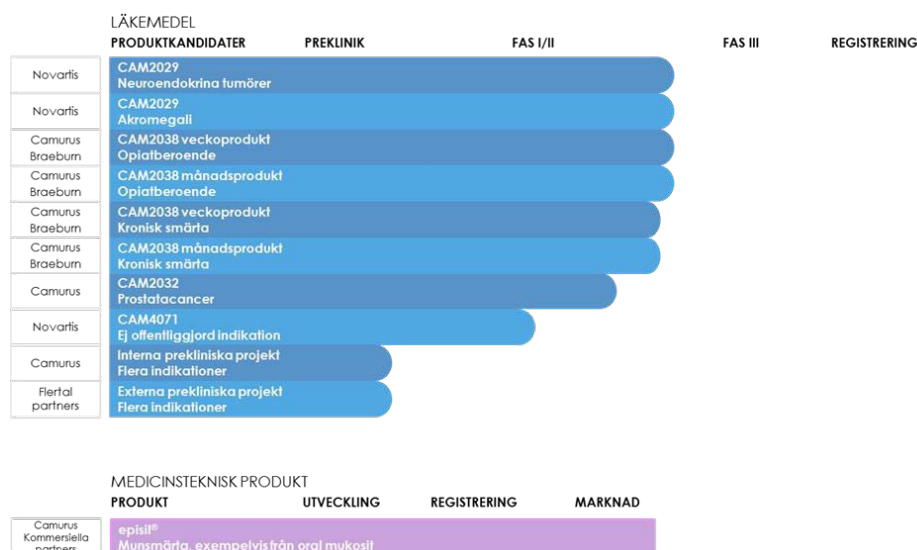 LÄKEMEDEL
PRODUKTKANDIDATER PREKLINIK FAS I/II FAS III REGISTRERING
Novartis
CAM2029
Neuroendokrina tumörer
Novartis
CAM2029
Akromegali
Camurus
Braeburn
CAM2038 veckoprodukt
Opiatberoende
Camurus
Braeburn
CAM2038 månadsprodukt
Opiatberoende
Camurus
Braeburn
CAM2038 veckoprodukt
Kronisk smärta
Camurus
Braeburn
CAM2038 månadsprodukt
Kronisk smärta
Camurus
CAM2032
Prostatacancer
Novartis
CAM4071
Ej offentliggjord indikation
Camurus
Interna prekliniska projekt
Flera indikationer
Flertal
partners
Externa prekliniska projekt
Flera indikationer
MEDICINSTEKNISK PRODUKT
PRODUKT UTVECKLING REGISTRERING MARKNAD
Camurus
Kommersiella
partners
episil®
Munsmärta, exempelvis från oral mukosit